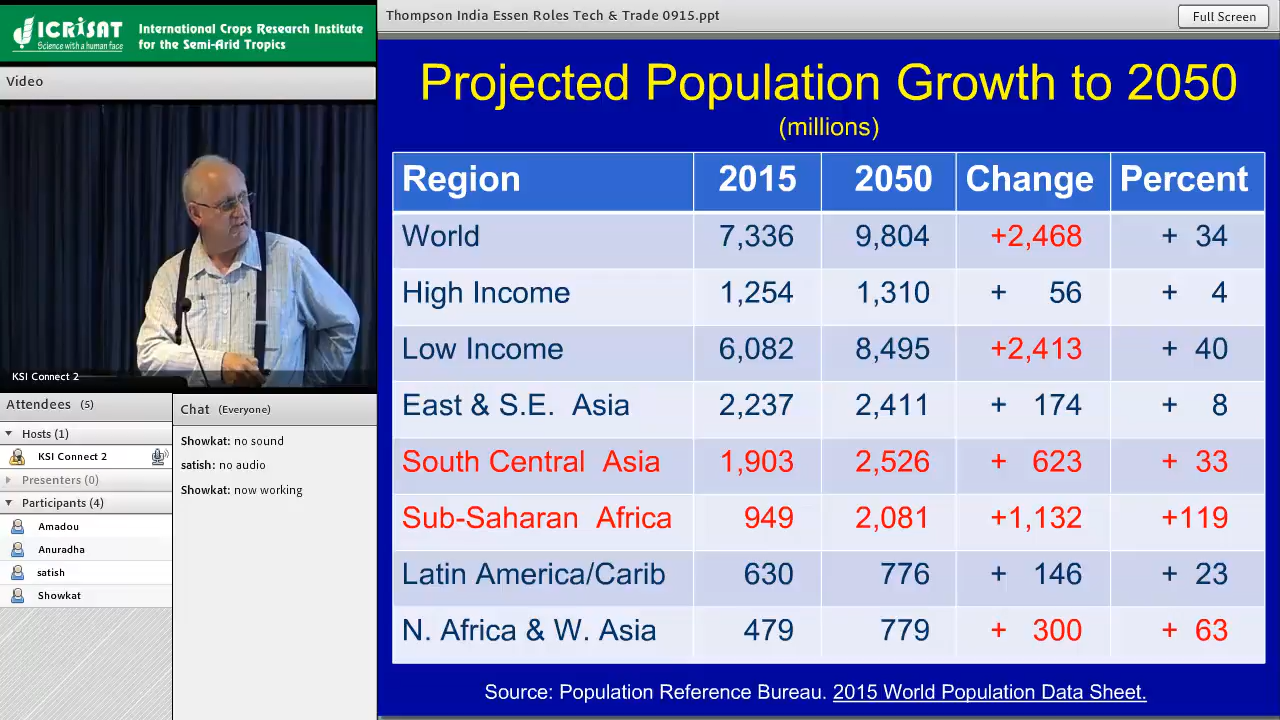 ICRISAT
Science with a human face
International Crops Research Institute
for the Semi-Arid Tropics
Video
KSI Connect 2
Attendees (5)
Hosts (1)
KSI Connect 2
Presenters (0)
Participants (4)
Amadou
Anuradha
satish
Showkat
Chat (Everyone)
Showkat: no sound
satish: no audio
Showkat: now working
Thompson India Essen Roles Tech & Trade 0915.ppt
Full Screen
Projected Population Growth to 2050
(millions)
Region 2015 2050 Change Percent
World 7,336 9,804 +2,468 + 34
High Income 1,254 1,310 + 56 + 4
Low Income 6,082 8,495 +2,413 + 40
East & S.E. Asia 2,237 2,411 + 174 + 8
South Central Asia 1,903 2,526 + 623 + 33
Sub-Saharan Africa 949 2,081 +1,132 +119
Latin America/Carib 630 776 + 146 + 23
N. Africa & W. Asia 479 779 + 300 + 63
Source: Population Reference Bureau. 2015 World Population Data Sheet.